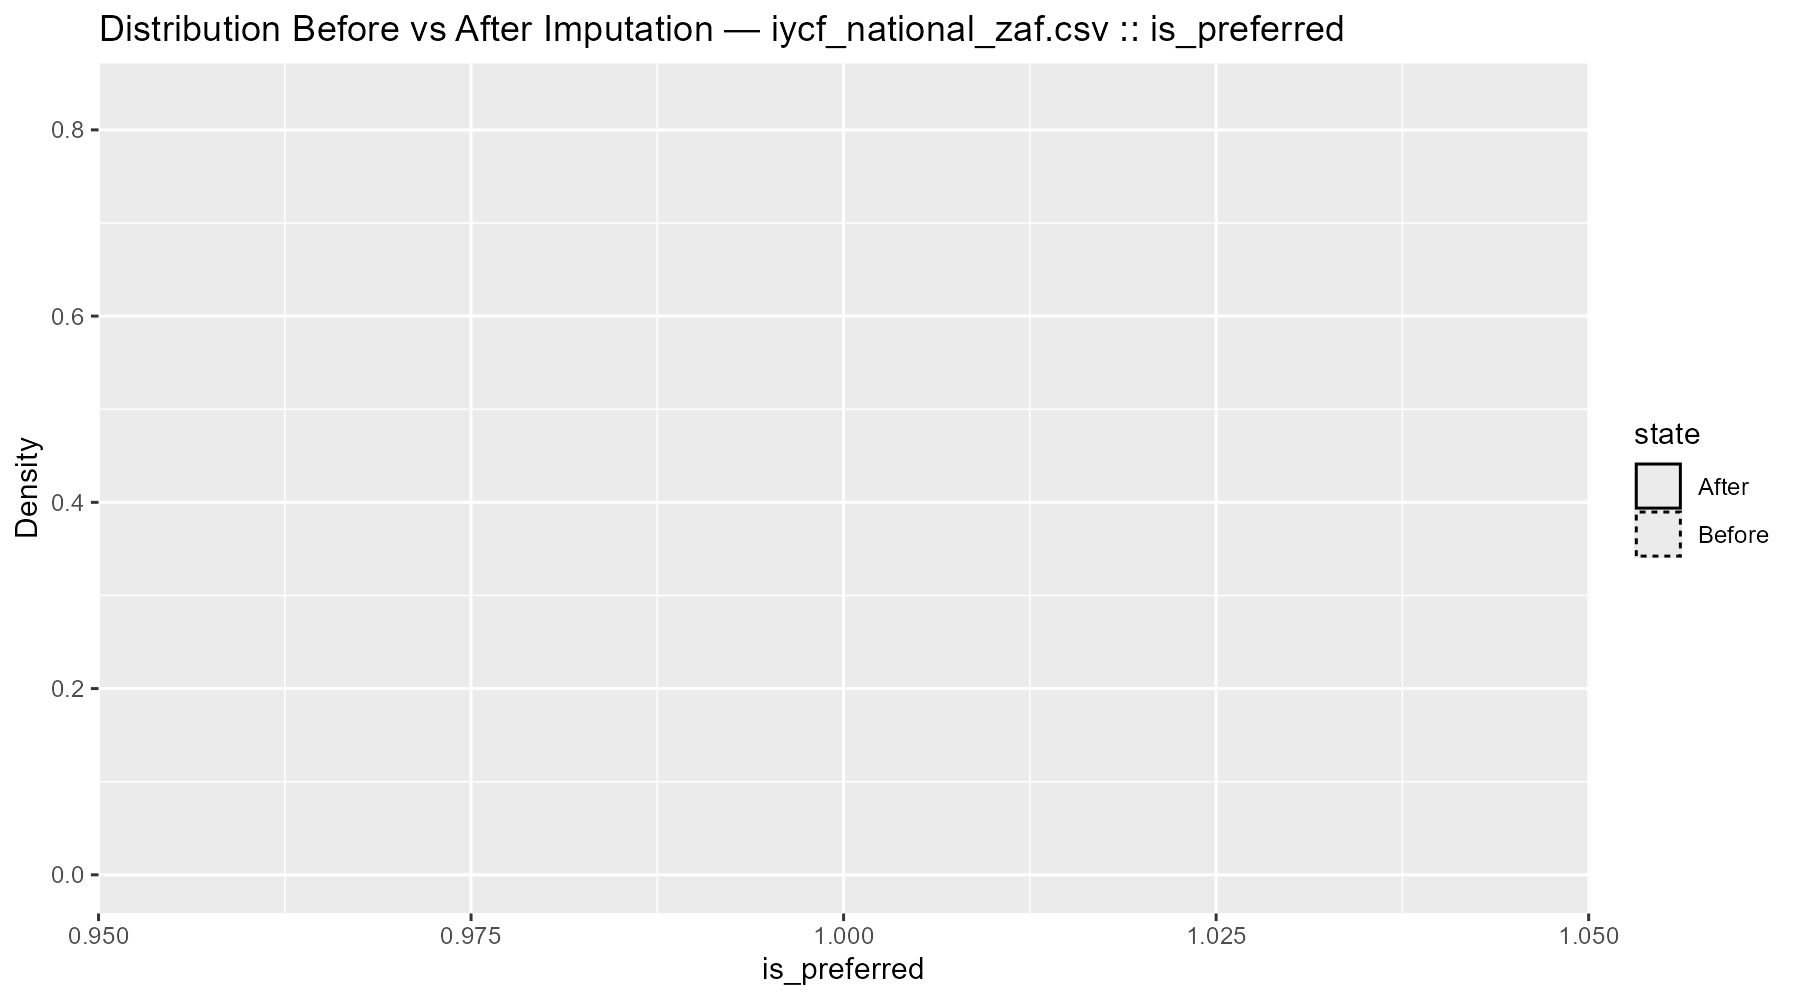 Distribution Before vs After Imputation — iycf_national_zaf.csv :: is_preferred
Density
0.8
0.6
0.4
0.2
0.0
0.950 0.975 1.000 1.025 1.050
is_preferred
state
After
Before